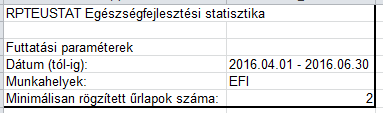 RPTEUSTAT Egészségfejlesztési statisztika
Futtatási paraméterek
Dátum (tól-ig): 2016.04.01 - 2016.06.30
Munkahelyek: EFI
Minimálisan rögzített űrlapok száma: 2